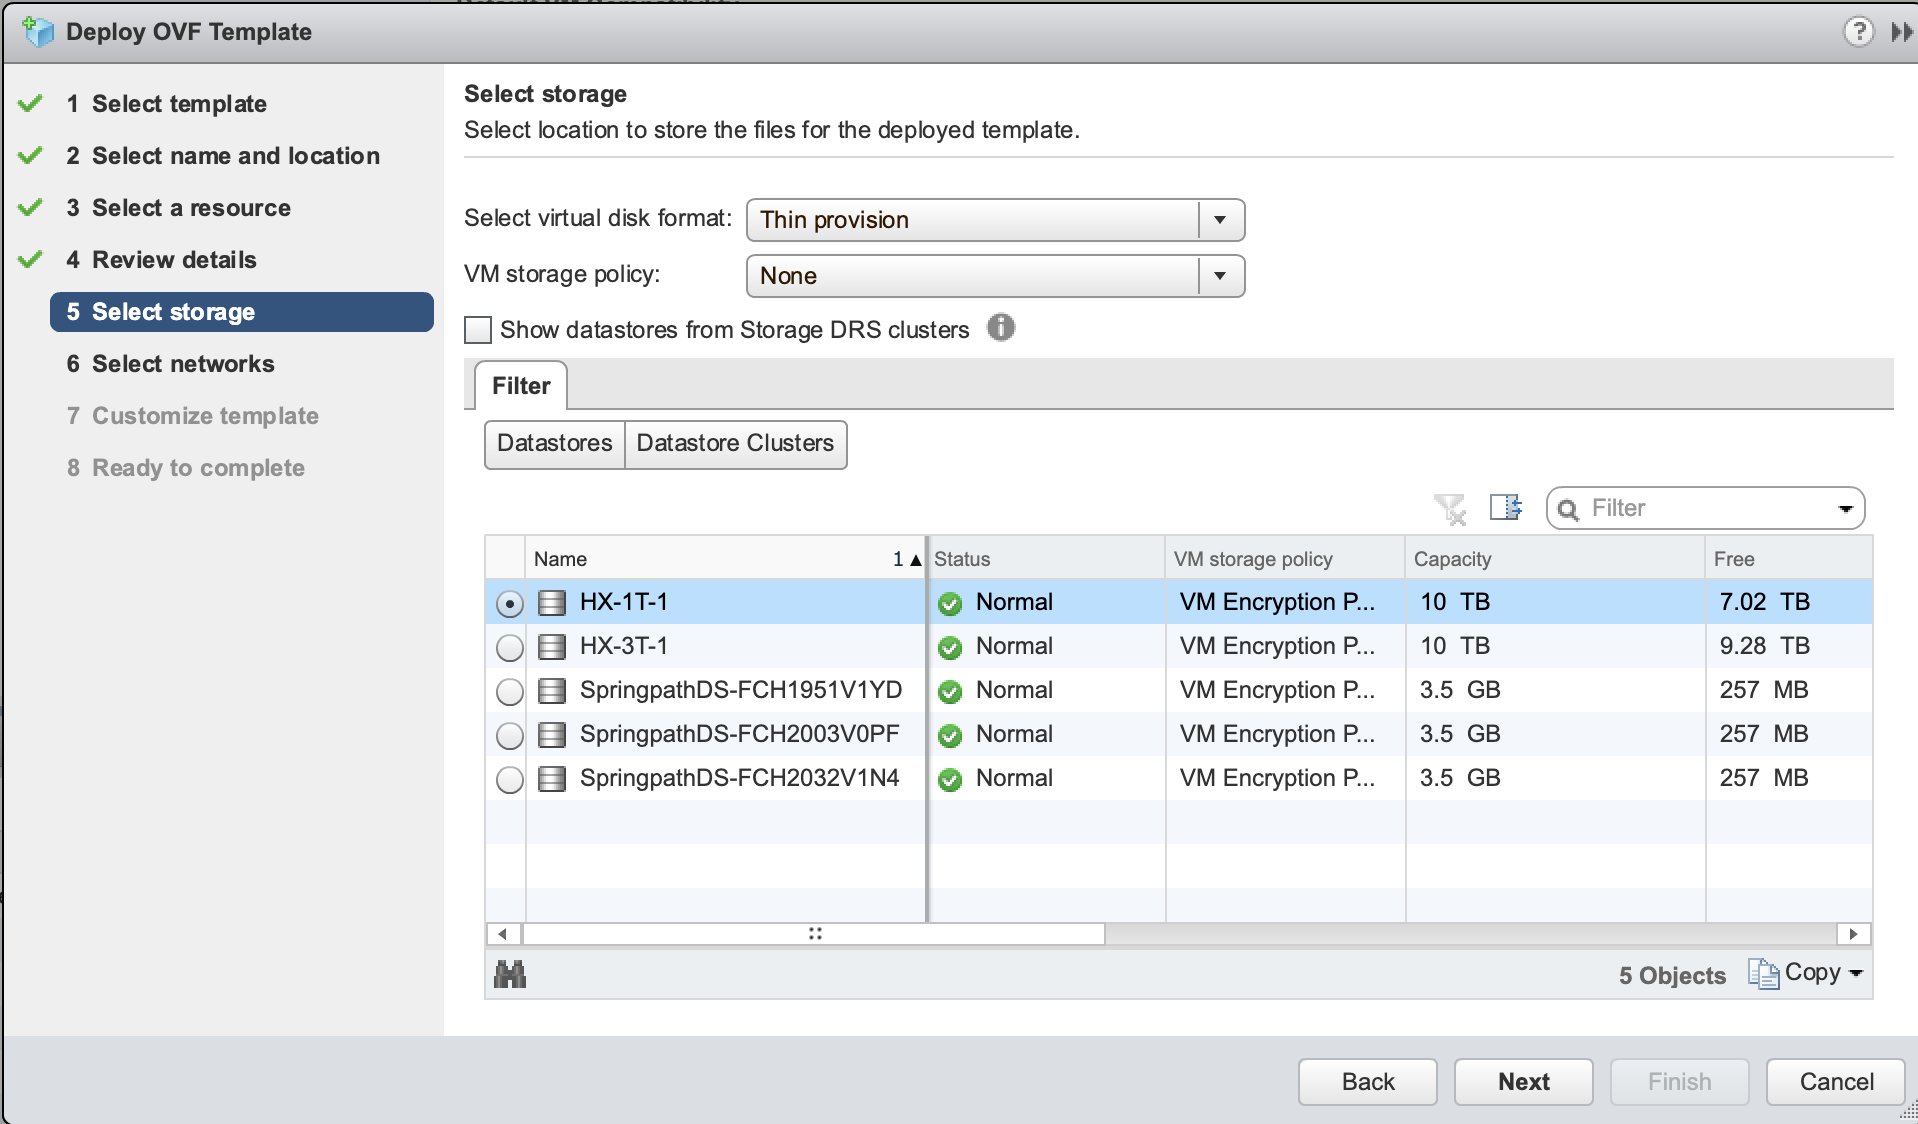 Deploy OVF Template
?
1 Select template
2 Select name and location
3 Select a resource
4 Review details
5 Select storage
6 Select networks
7 Customize template
8 Ready to complete
Select storage
Select location to store the files for the deployed template.
Select virtual disk format: Thin provision
VM storage policy: None
Show datastores from Storage DRS clusters
Filter
Datastores Datastore Clusters
Filter
Name 1 Status VM storage policy Capacity Free
HX-1T-1 Normal VM Encryption P... 10 TB 7.02 TB
HX-3T-1 Normal VM Encryption P... 10 TB 9.28 TB
SpringpathDS-FCH1951V1YD Normal VM Encryption P... 3.5 GB 257 MB
SpringpathDS-FCH2003V0PF Normal VM Encryption P... 3.5 GB 257 MB
SpringpathDS-FCH2032V1N4 Normal VM Encryption P... 3.5 GB 257 MB
5 Objects Copy
Back Next Finish Cancel